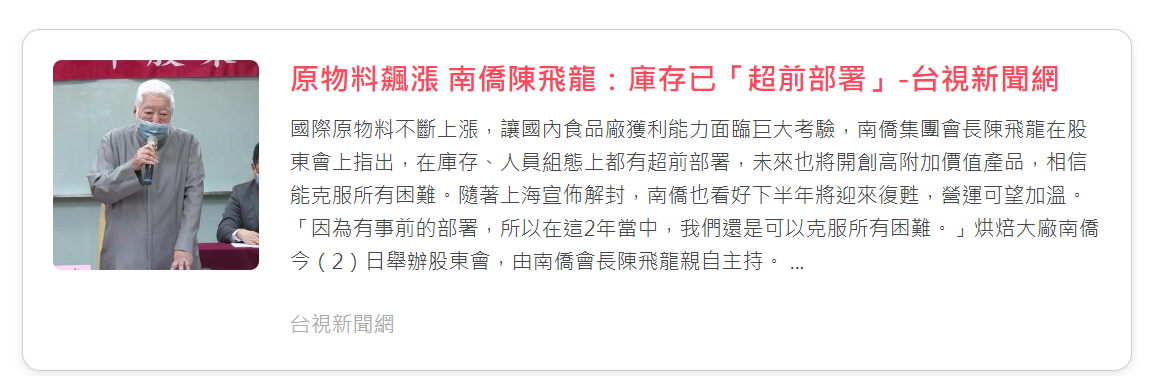 原物料飆漲 南僑陳飛龍：庫存已「超前部署」-台視新聞網
國際原物料不斷上漲，讓國內食品廠獲利能力面臨巨大考驗，南僑集團會長陳飛龍在股
東會上指出，在庫存、人員組態上都有超前部署，未來也將開創高附加價值產品，相信
能克服所有困難。隨著上海宣佈解封，南僑也看好下半年將迎來復甦，營運可望加溫。
「因為有事前的部署，所以在這2年當中，我們還是可以克服所有困難。」烘焙大廠南僑
今（2）日舉辦股東會，由南僑會長陳飛龍親自主持。 ...
台視新聞網